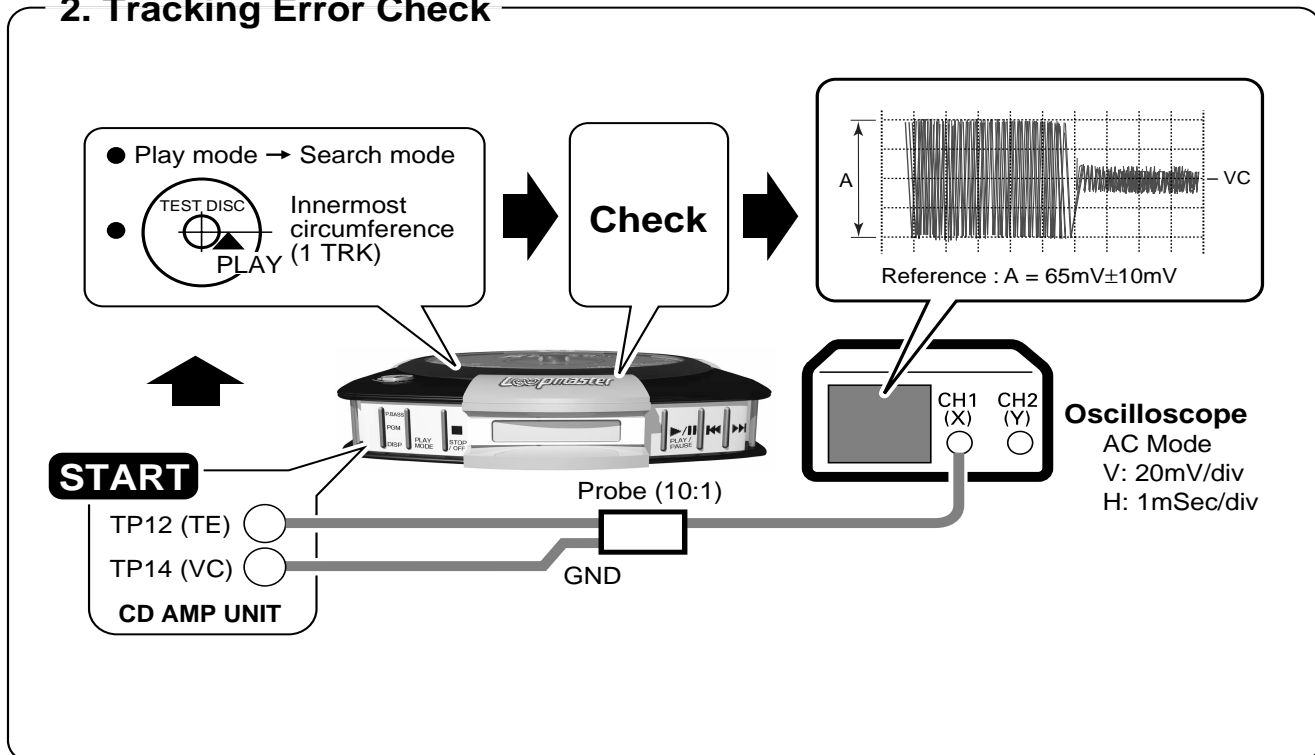 2. Tracking Error Check
● Play mode → Search mode
●
TEST DISC
PLAY
Innermost
circumference
(1 TRK)
Check
A
VC
Reference : A = 65mV±10mV
Loopmaster
P.BASS
PGM
DISP
PLAY
MODE
STOP
/ OFF
PLAY /
PAUSE
CH1
(X)
CH2
(Y)
Oscilloscope
AC Mode
V: 20mV/div
H: 1mSec/div
START
TP12 (TE)
TP14 (VC)
CD AMP UNIT
Probe (10:1)
GND